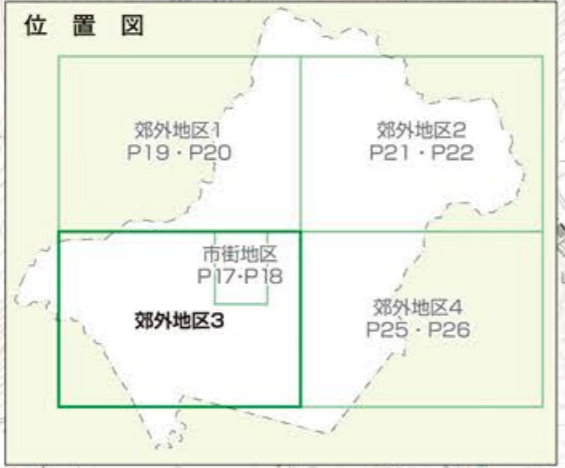 位置図
郊外地区1
P19・P20
郊外地区2
P21・P22
市街地区
P17・P18
郊外地区3
郊外地区4
P25・P26